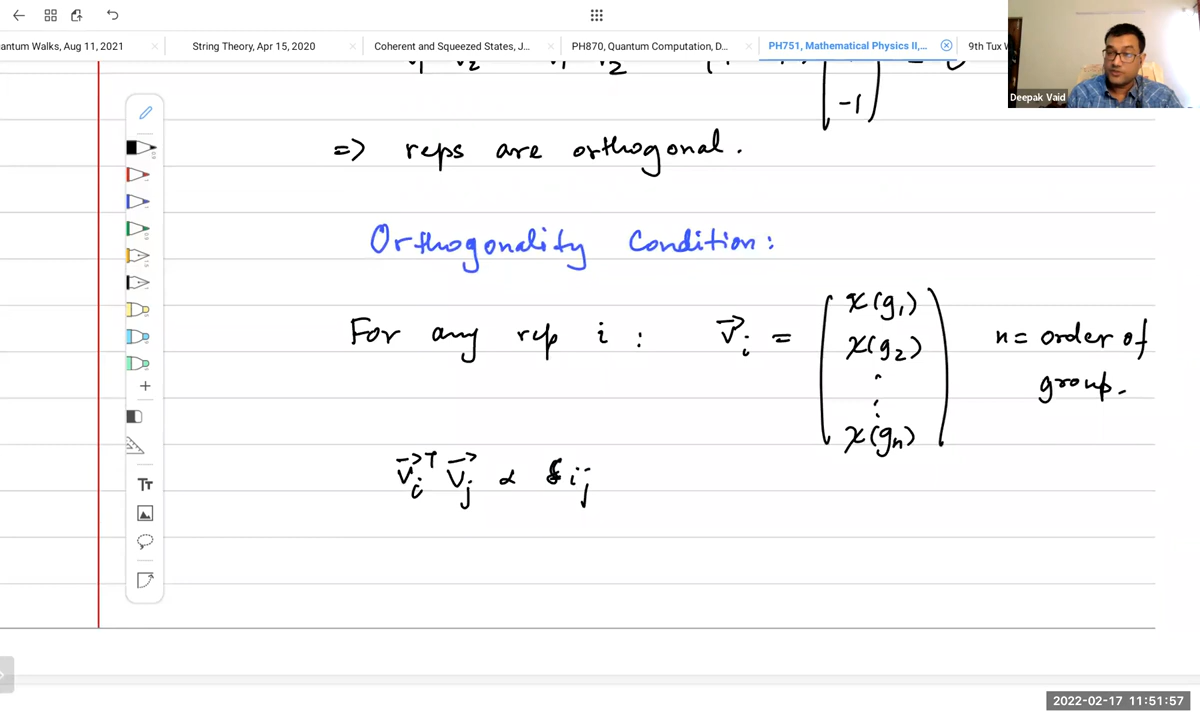 antum Walks, Aug 11, 2021 × String Theory, Apr 15, 2020 × Coherent and Squeezed States, J... × PH870, Quantum Computation, D... × PH751, Mathematical Physics II,... 9th Tux W
Deepak Vaid
-1
=> reps are orthogonal.
Orthogonality Condition:
For any rep i : v⃗ᵢ = χ(g₁) n = order of
χ(g₂) group.
⋮
χ(gₙ)
v⃗ᵢᵀ v⃗ⱼ ∝ δᵢⱼ
Tт
2022-02-17 11:51:57